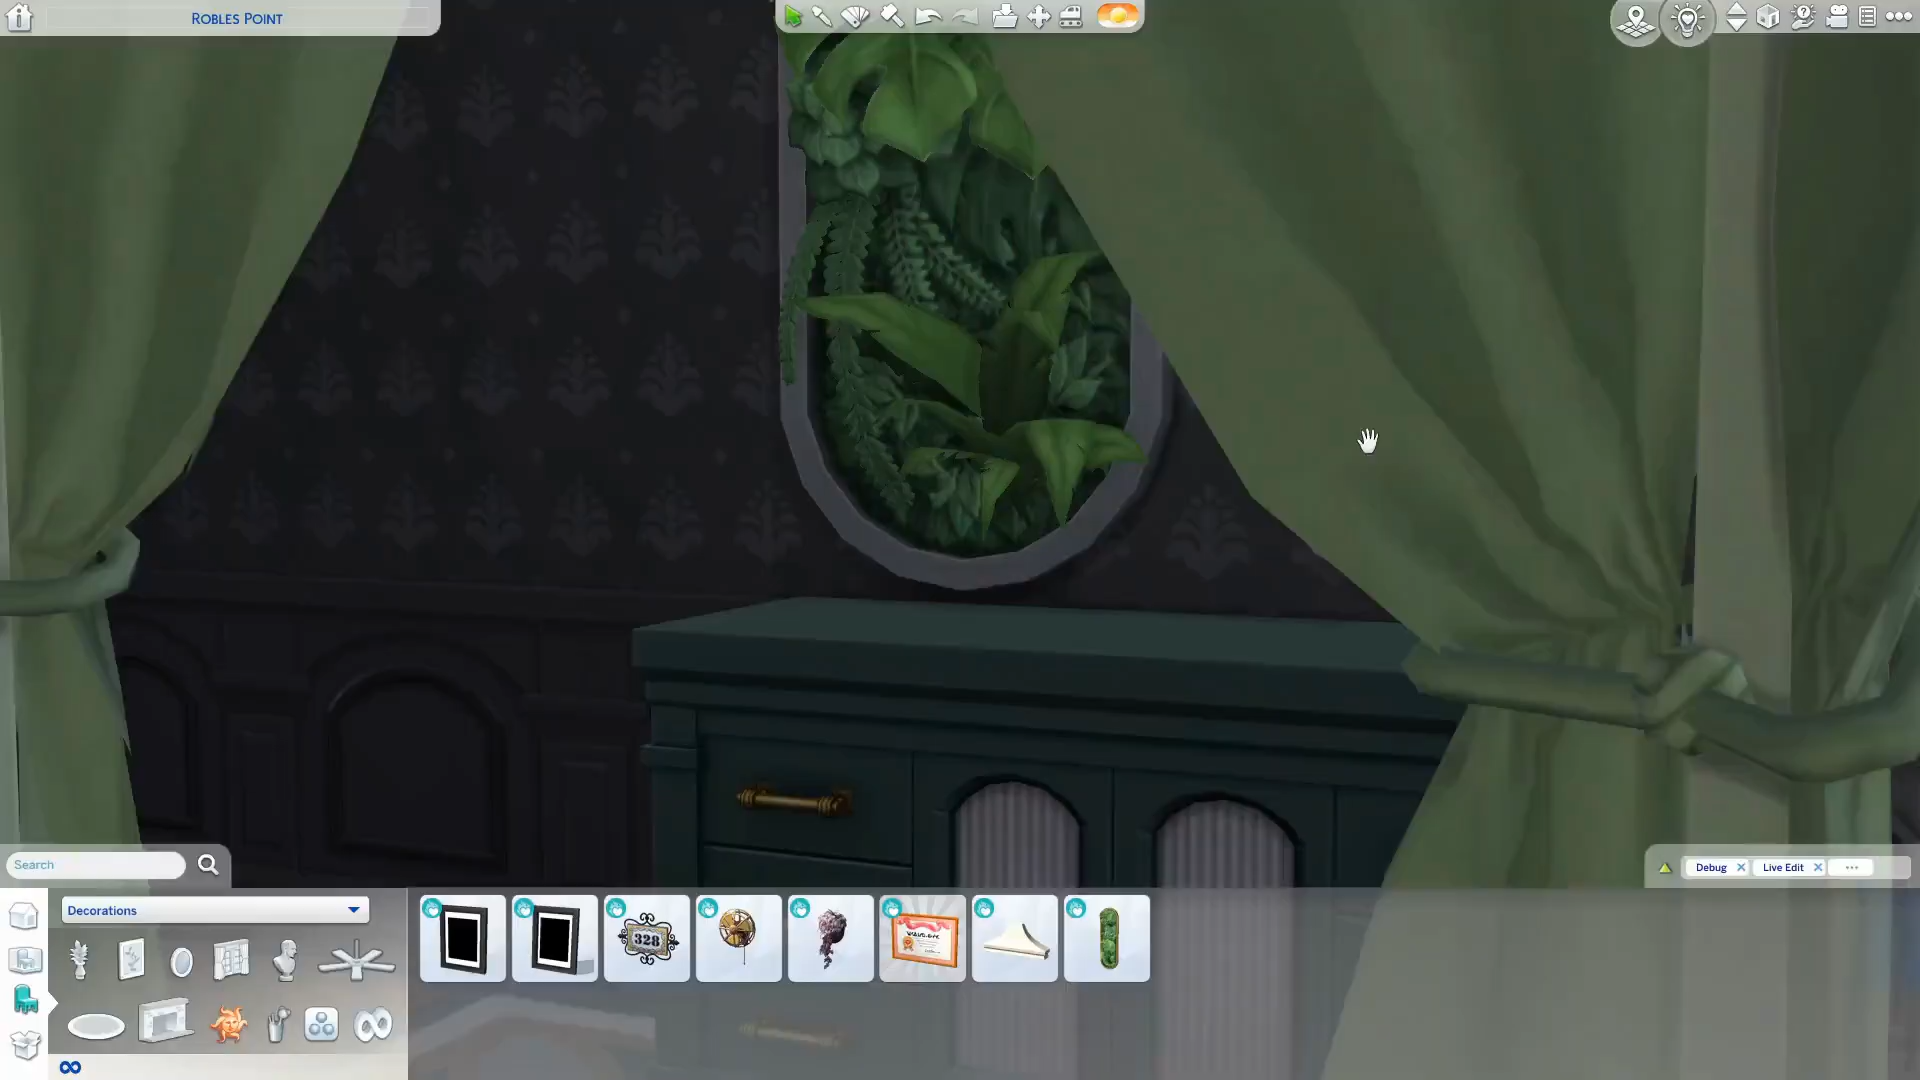 ROBLES POINT
Search
Debug
Live Edit
...
Decorations
328